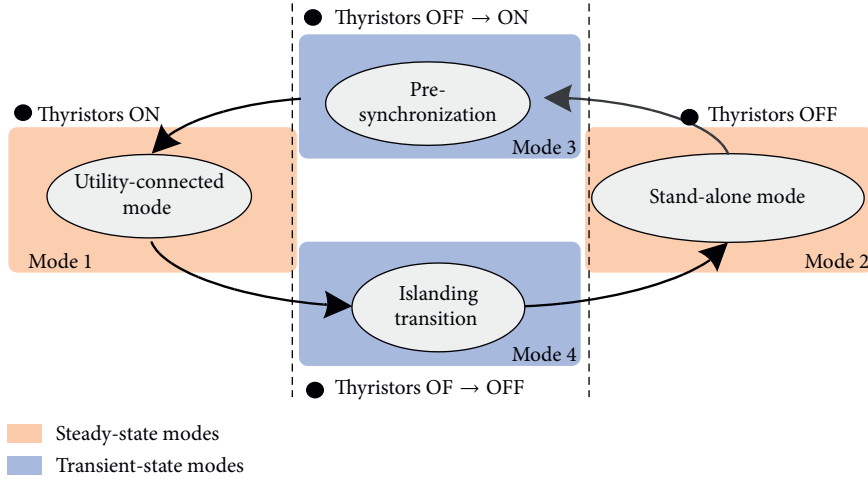 Thyristors OFF → ON
Pre-
synchronization
Mode 3
Thyristors ON
Utility-connected
mode
Mode 1
Thyristors OFF
Stand-alone mode
Mode 2
Islanding
transition
Mode 4
Thyristors OF → OFF
Steady-state modes
Transient-state modes